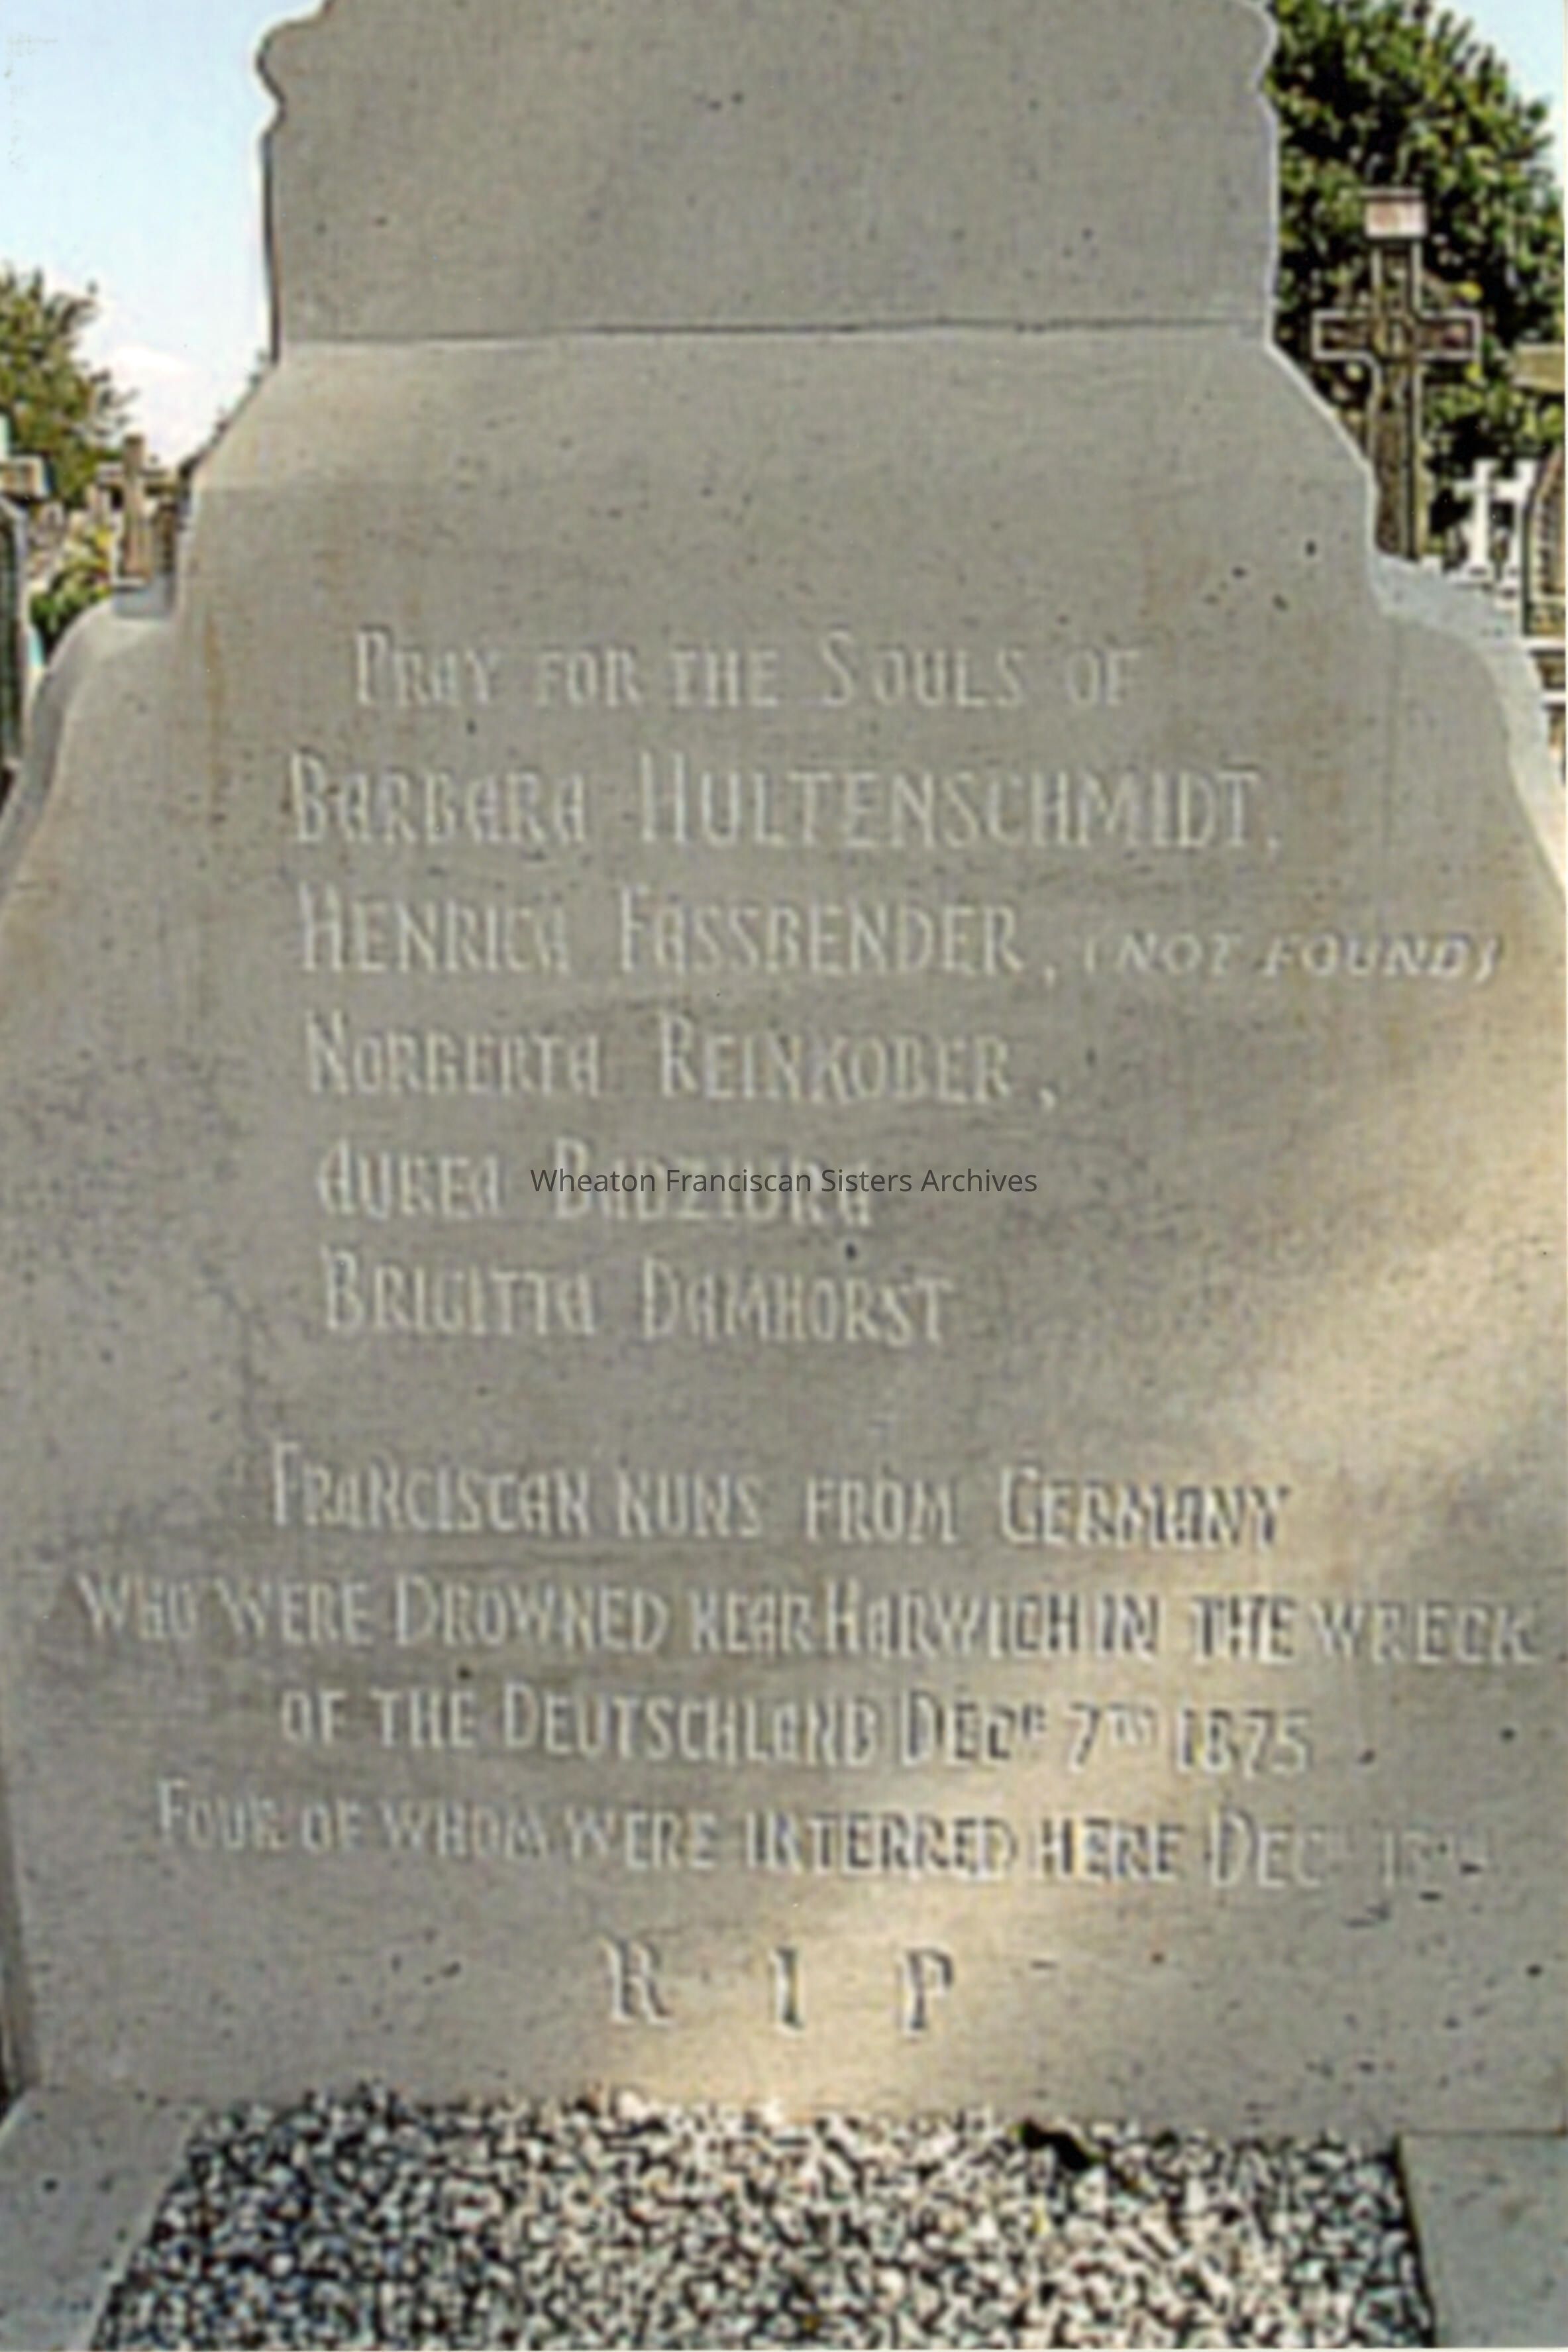 Pray for the Souls of
Barbara Hultenschmidt,
Henrica Fassbender, (NOT FOUND)
Norberta Reinkober,
Aurea Badziura
Brigitta Damhorst
Franciscan nuns from Germany
who were Drowned near Harwich in the wreck
of the Deutschland Decr 7th 1875
Four of whom were interred here Decr
R I P
Wheaton Franciscan Sisters Archives